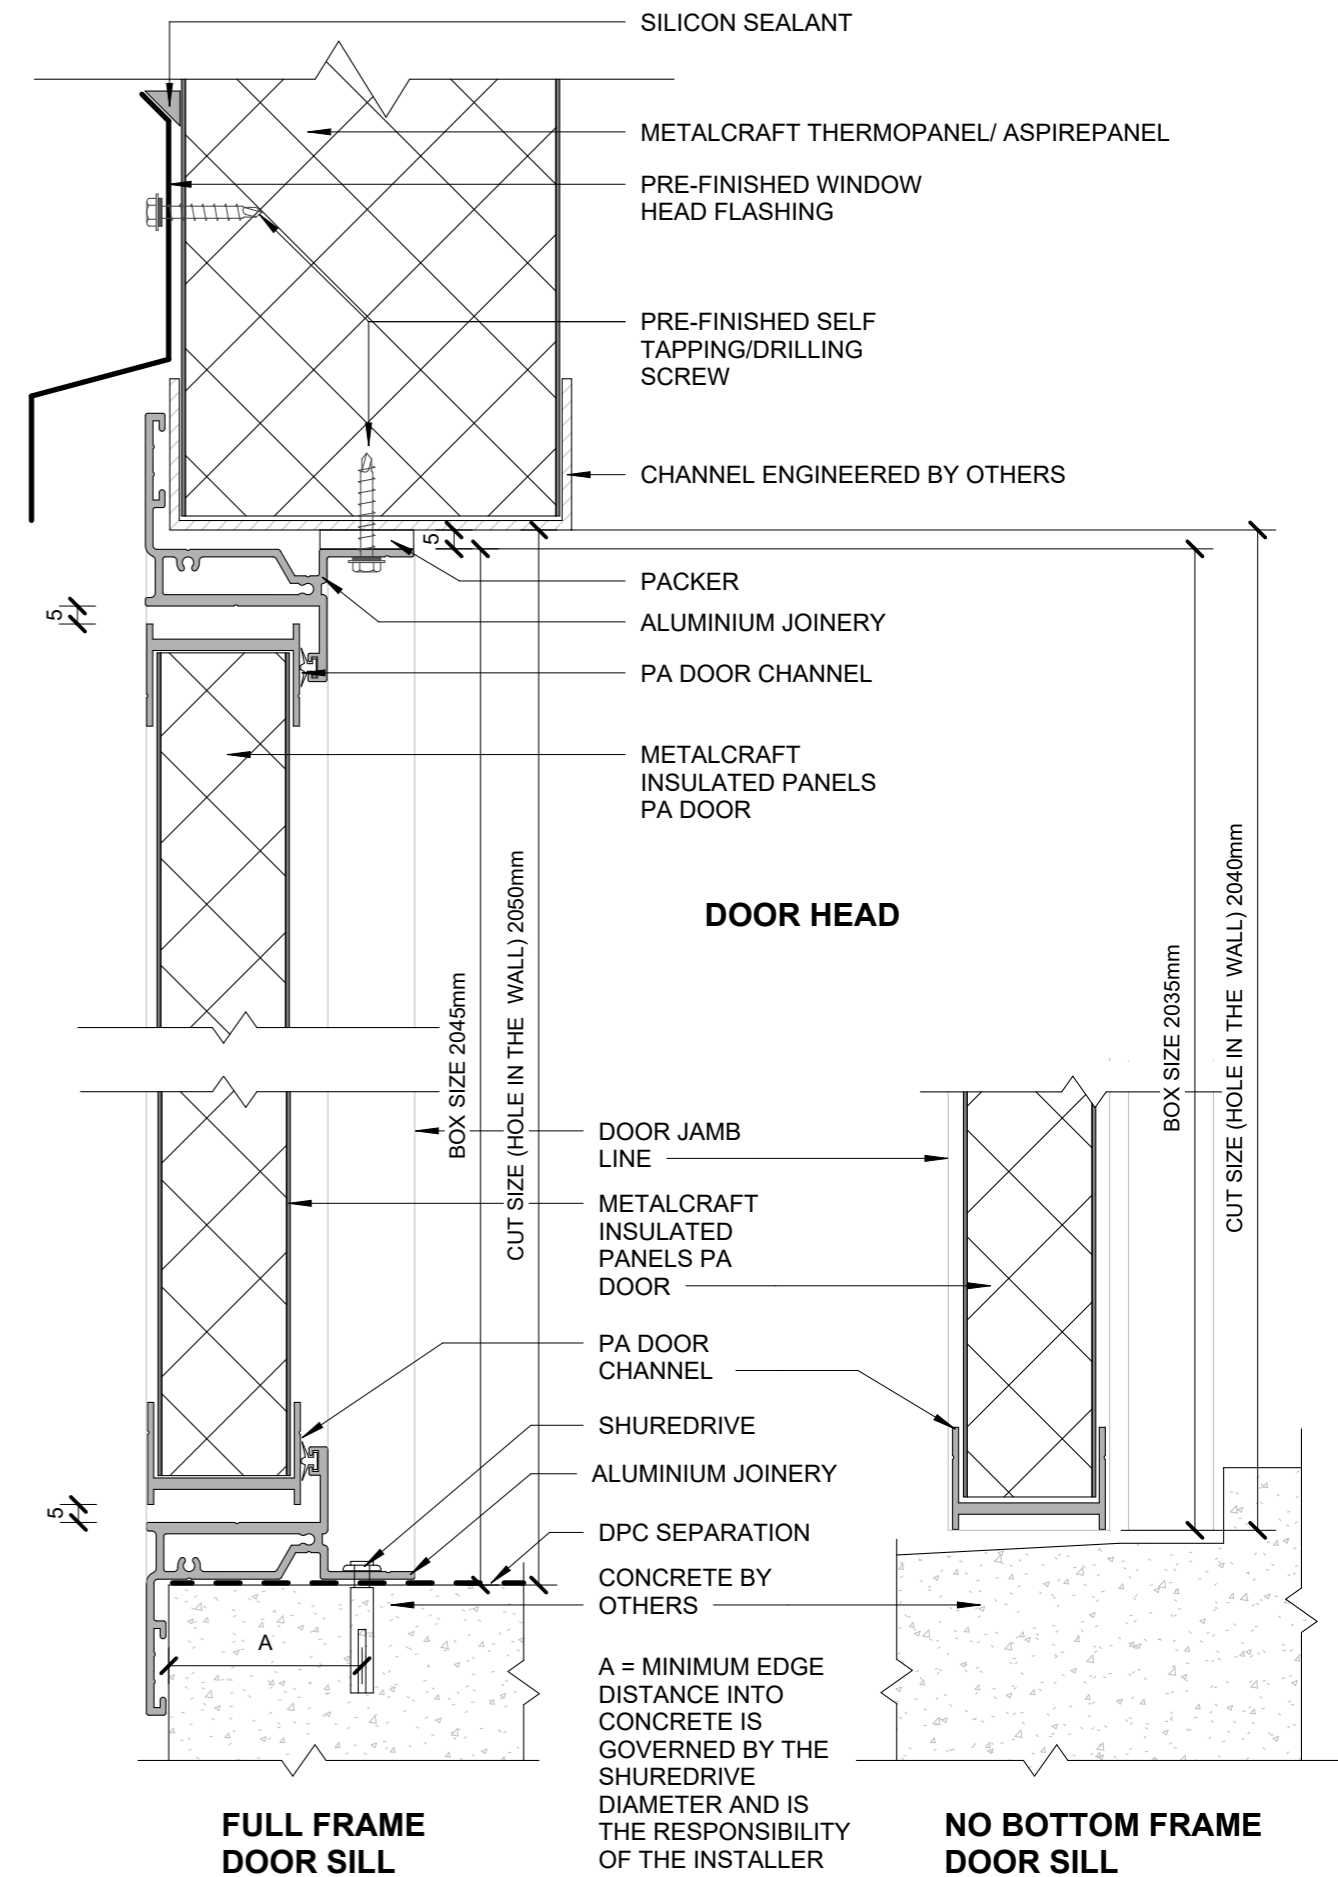 SILICON SEALANT
METALCRAFT THERMOPANEL/ ASPIREPANEL
PRE-FINISHED WINDOW
HEAD FLASHING
PRE-FINISHED SELF
TAPPING/DRILLING
SCREW
CHANNEL ENGINEERED BY OTHERS
5
PACKER
5
ALUMINIUM JOINERY
PA DOOR CHANNEL
METALCRAFT
INSULATED PANELS
PA DOOR
DOOR HEAD
BOX SIZE 2045mm
CUT SIZE (HOLE IN THE WALL) 2050mm
BOX SIZE 2035mm
CUT SIZE (HOLE IN THE WALL) 2040mm
DOOR JAMB
LINE
METALCRAFT
INSULATED
PANELS PA
DOOR
PA DOOR
CHANNEL
SHUREDRIVE
ALUMINIUM JOINERY
5
DPC SEPARATION
CONCRETE BY
OTHERS
A
A = MINIMUM EDGE
DISTANCE INTO
CONCRETE IS
GOVERNED BY THE
SHUREDRIVE
DIAMETER AND IS
THE RESPONSIBILITY
OF THE INSTALLER
FULL FRAME
DOOR SILL
NO BOTTOM FRAME
DOOR SILL